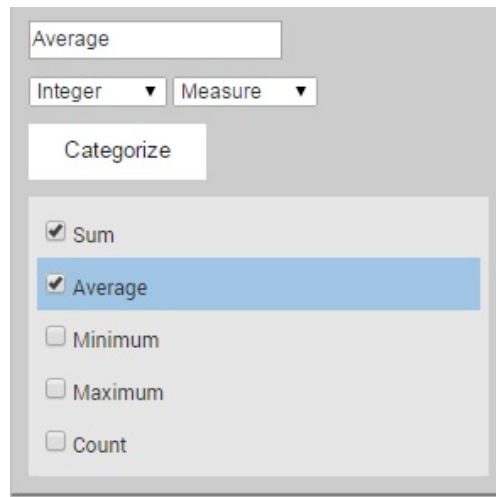 Average
Integer Measure
Categorize
Sum
Average
Minimum
Maximum
Count